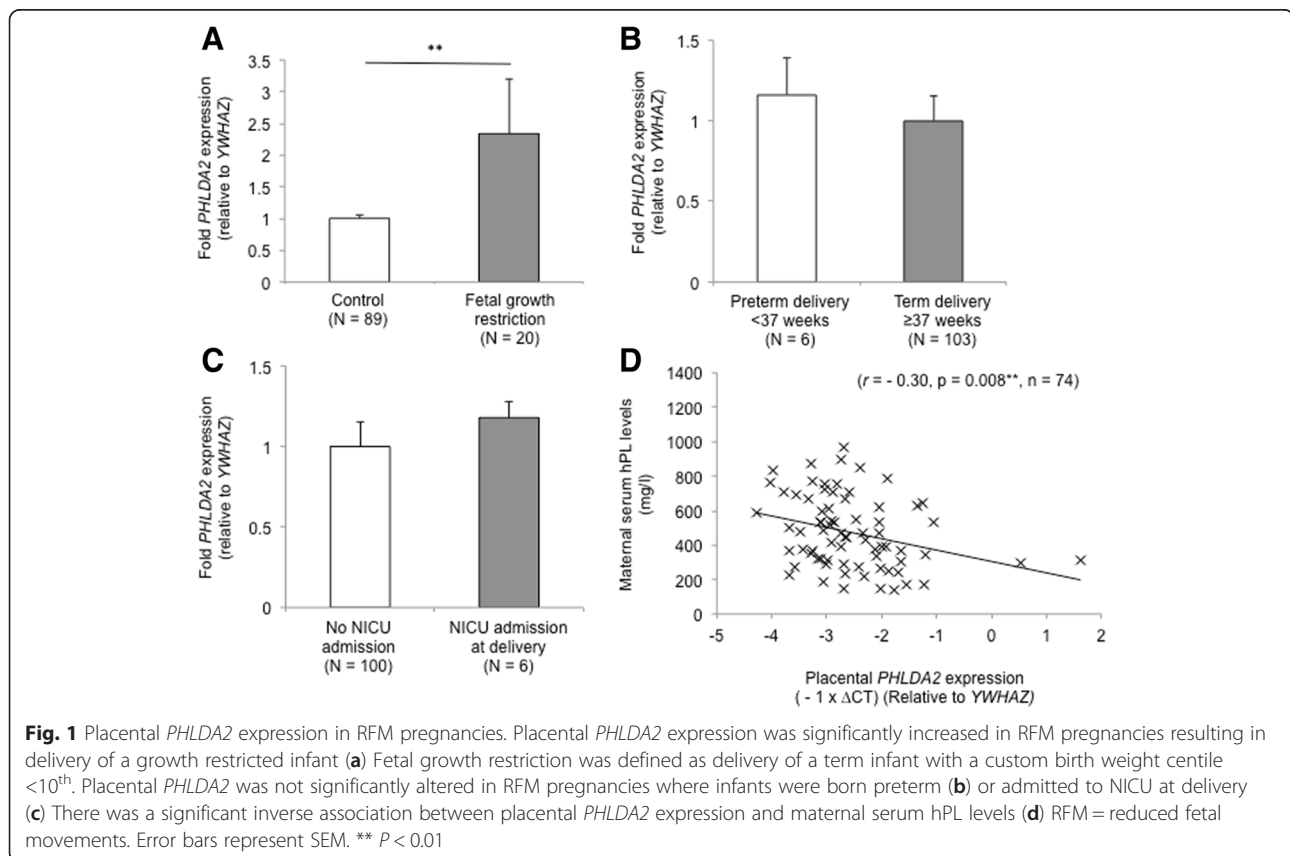 A
**
3.5
3
2.5
2
1.5
1
0.5
0
Fold PHLDA2 expression
(relative to YWHAZ)
Control
(N = 89)
Fetal growth
restriction
(N = 20)
B
1.5
1
0.5
0
Fold PHLDA2 expression
(relative to YWHAZ)
Preterm delivery
<37 weeks
(N = 6)
Term delivery
≥37 weeks
(N = 103)
C
1.5
1
0.5
0
Fold PHLDA2 expression
(relative to YWHAZ)
No NICU
admission
(N = 100)
NICU admission
at delivery
(N = 6)
D
(r = - 0.30, p = 0.008**, n = 74)
1400
1200
1000
800
600
400
200
0
Maternal serum hPL levels
(mg/l)
-5 -4 -3 -2 -1 0 1 2
Placental PHLDA2 expression
( - 1 x ΔCT) (Relative to YWHAZ)
Fig. 1 Placental PHLDA2 expression in RFM pregnancies. Placental PHLDA2 expression was significantly increased in RFM pregnancies resulting in
delivery of a growth restricted infant (a) Fetal growth restriction was defined as delivery of a term infant with a custom birth weight centile
<10th. Placental PHLDA2 was not significantly altered in RFM pregnancies where infants were born preterm (b) or admitted to NICU at delivery
(c) There was a significant inverse association between placental PHLDA2 expression and maternal serum hPL levels (d) RFM = reduced fetal
movements. Error bars represent SEM. ** P < 0.01